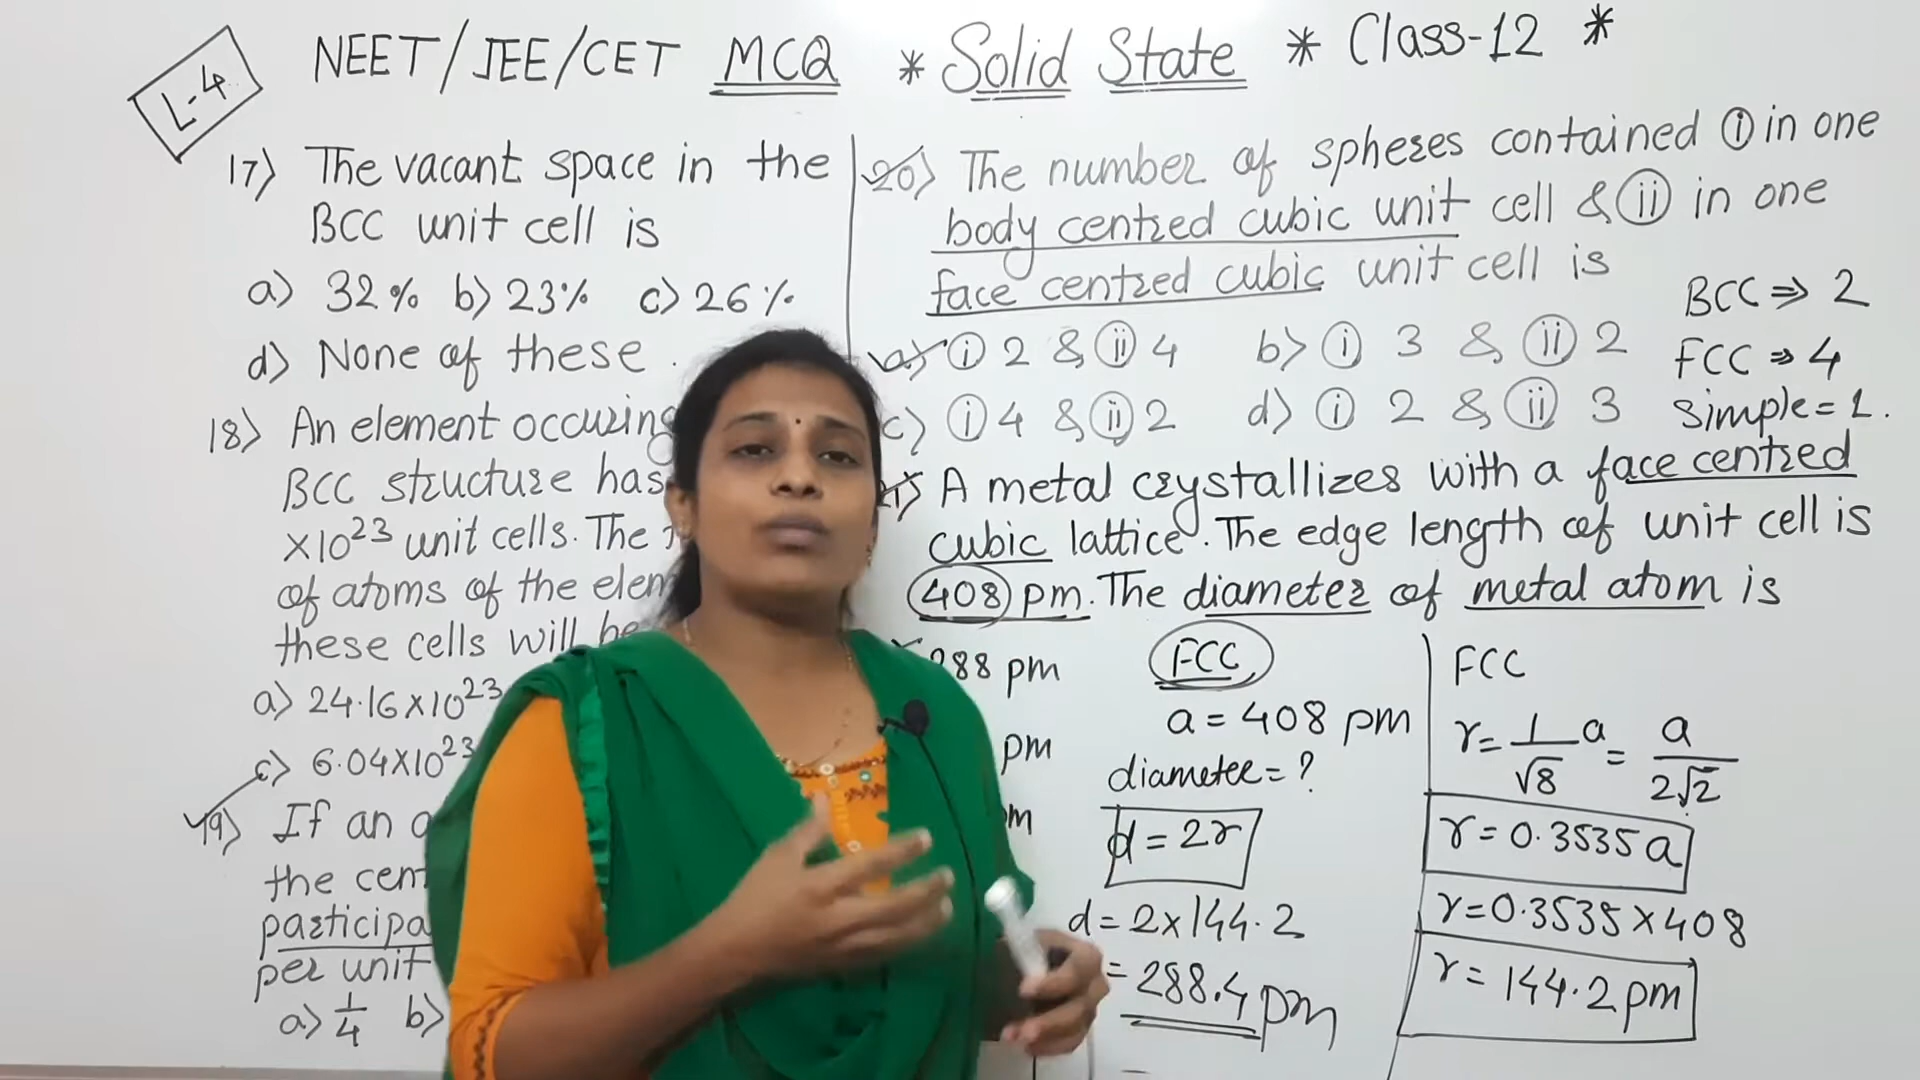 L-4
NEET/JEE/CET MCQ * Solid State * Class-12 *
17) The vacant space in the
BCC unit cell is
a) 32% b) 23% c) 26%
d) None of these.
18) An element occuring
BCC structure has
×10²³ unit cells. The
of atoms of the
these cells will be
a) 24.16×10²³
c) 6.04×10²³
19) If an
the
per unit
a) 1/4 b)
20) The number of spheres contained (i) in one
body centred cubic unit cell & (ii) in one
face centred cubic unit cell is
a) (i) 2 & (ii) 4 b) (i) 3 & (ii) 2
c) (i) 4 & (ii) 2 d) (i) 2 & (ii) 3
BCC ⇒ 2
FCC ⇒ 4
Simple = 1.
A metal crystallizes with a face centred
cubic lattice. The edge length of unit cell is
408 pm. The diameter of metal atom is
288 pm
pm
FCC
a = 408 pm
diameter = ?
d = 2r
d = 2×144.2
= 288.4 pm
FCC
r = 1/√8 a = a/2√2
r = 0.3535 a
r = 0.3535 × 408
r = 144.2 pm